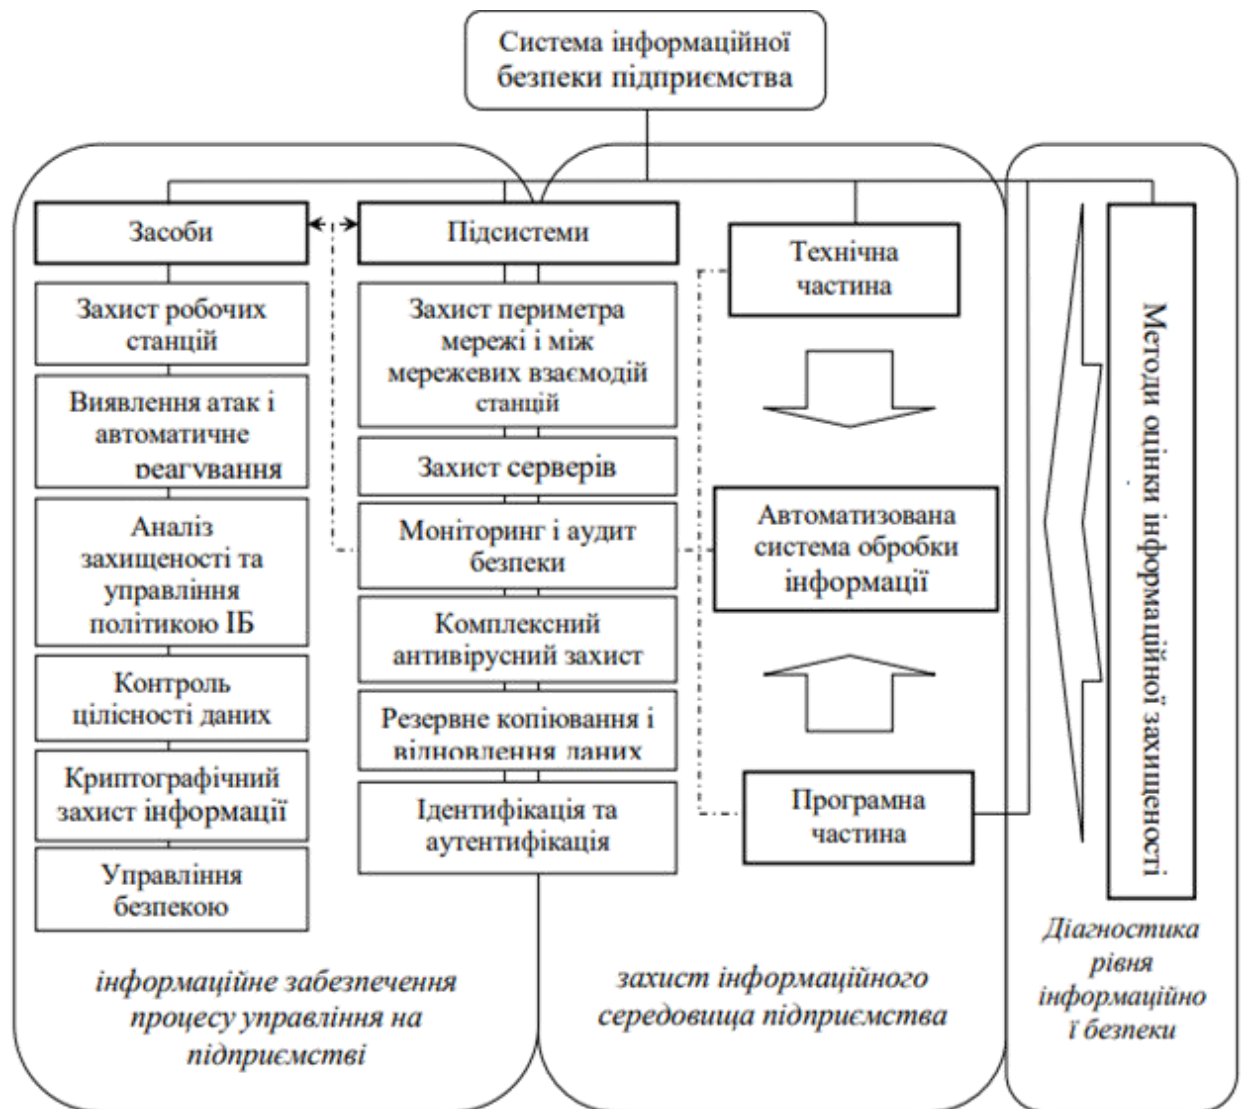 Система інформаційної
безпеки підприємства
Засоби
Захист робочих
станцій
Виявлення атак і
автоматичне
реагування
Аналіз
захищеності та
управління
політикою ІБ
Контроль
цілісності даних
Криптографічний
захист інформації
Управління
безпекою
Підсистеми
Захист периметра
мережі і між
мережевих взаємодій
станцій
Захист серверів
Моніторинг і аудит
безпеки
Комплексний
антивірусний захист
Резервне копіювання і
відновлення даних
Ідентифікація та
аутентифікація
Технічна
частина
Автоматизована
система обробки
інформації
Програмна
частина
Методи оцінки інформаційної захищеності
інформаційне забезпечення
процесу управління на
підприємстві
захист інформаційного
середовища підприємства
Діагностика
рівня
інформаційно
ї безпеки